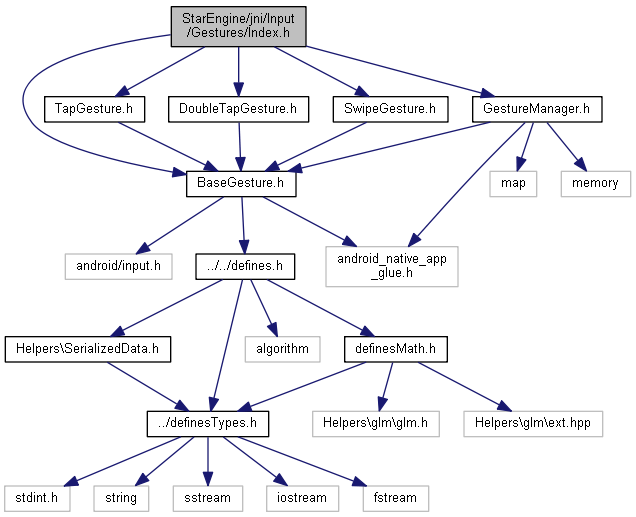 StarEngine/jni/Input
/Gestures/Index.h
TapGesture.h
DoubleTapGesture.h
SwipeGesture.h
GestureManager.h
BaseGesture.h
map
memory
android/input.h
../../defines.h
android_native_app
_glue.h
Helpers\SerializedData.h
algorithm
definesMath.h
../definesTypes.h
Helpers\glm\glm.h
Helpers\glm\ext.hpp
stdint.h
string
sstream
iostream
fstream